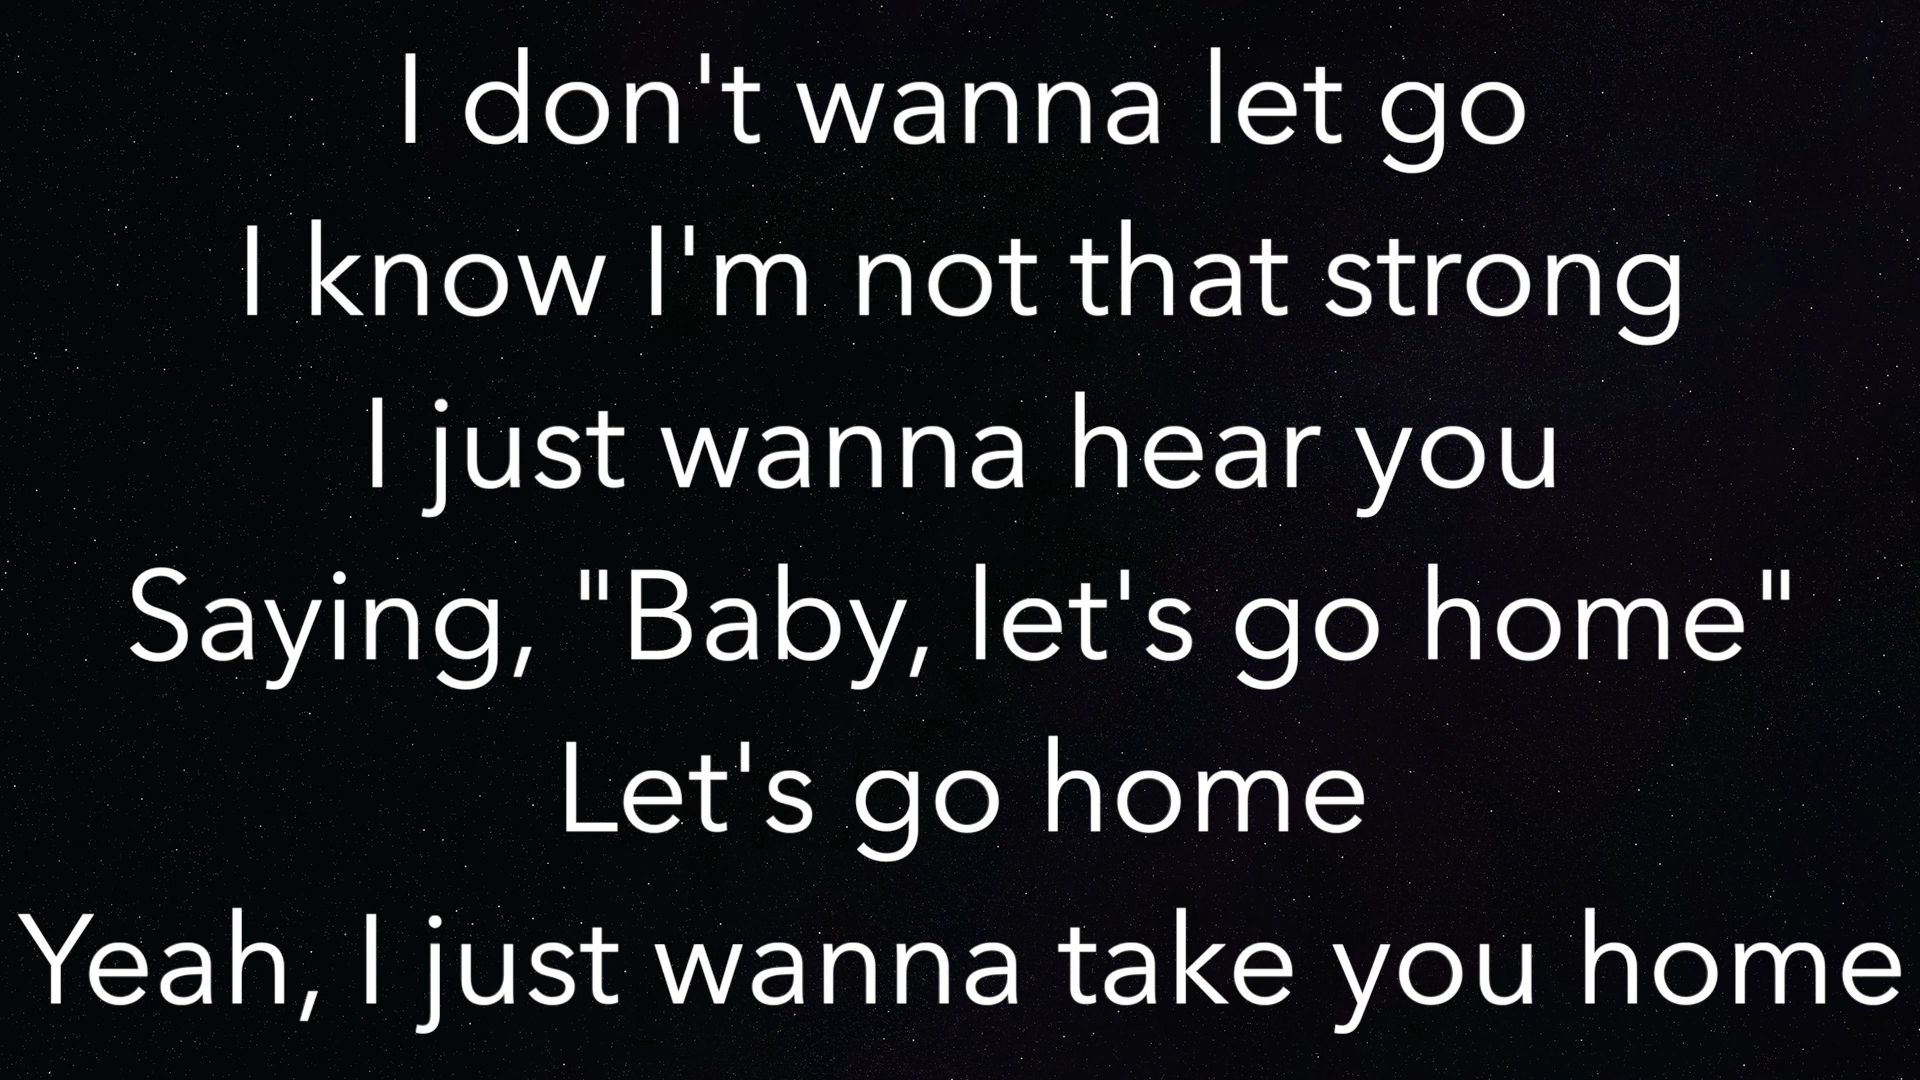 I don't wanna let go
I know I'm not that strong
I just wanna hear you
Saying, "Baby, let's go home"
Let's go home
Yeah, I just wanna take you home